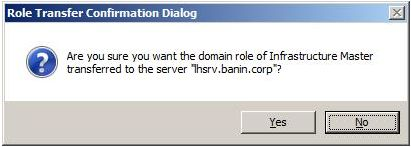 Role Transfer Confirmation Dialog
Are you sure you want the domain role of Infrastructure Master
transferred to the server "lhsrv.banin.corp"?
Yes
No